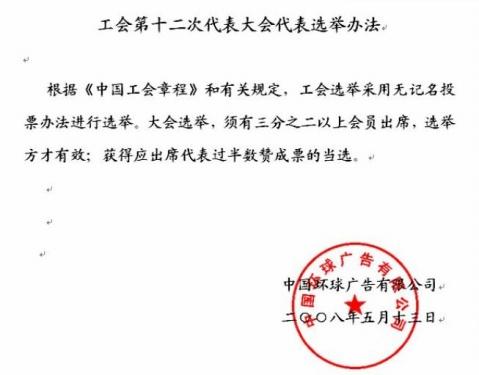 工会第十二次代表大会代表选举办法
根据《中国工会章程》和有关规定，工会选举采用无记名投
票办法进行选举。大会选举，须有三分之二以上会员出席，选举
方才有效；获得应出席代表过半数赞成票的当选。
中国环球广告有限公司
中国环球广告有限公司
二〇〇八年五月十三日